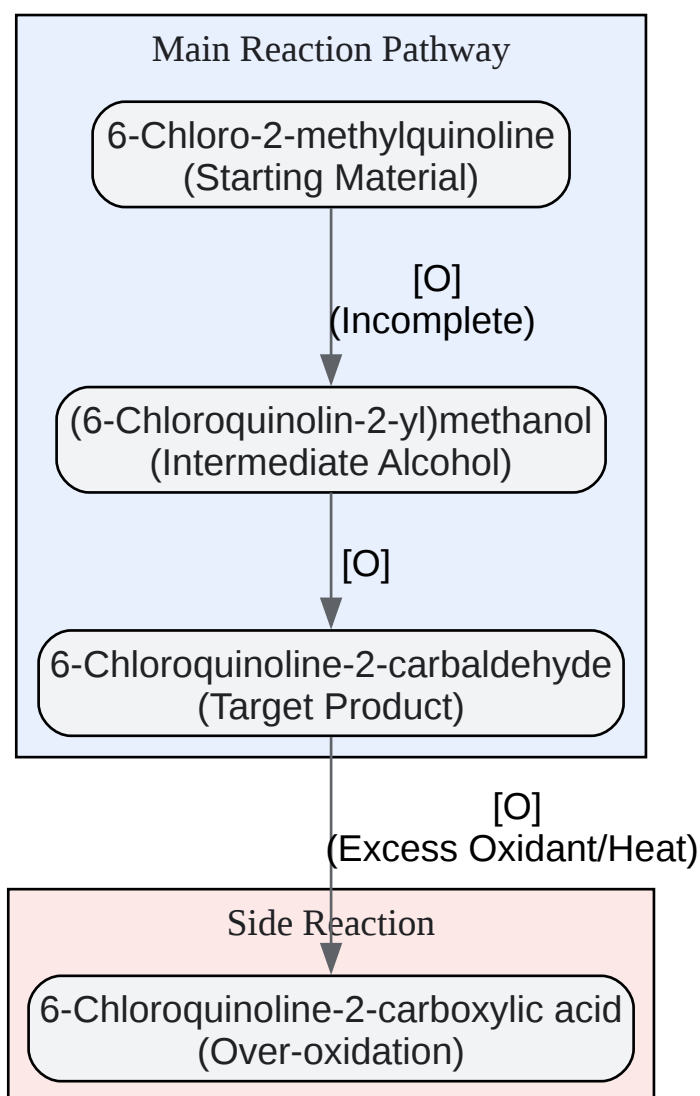 Main Reaction Pathway
6-Chloro-2-methylquinoline
(Starting Material)
[O]
(Incomplete)
(6-Chloroquinolin-2-yl)methanol
(Intermediate Alcohol)
[O]
6-Chloroquinoline-2-carbaldehyde
(Target Product)
[O]
(Excess Oxidant/Heat)
Side Reaction
6-Chloroquinoline-2-carboxylic acid
(Over-oxidation)